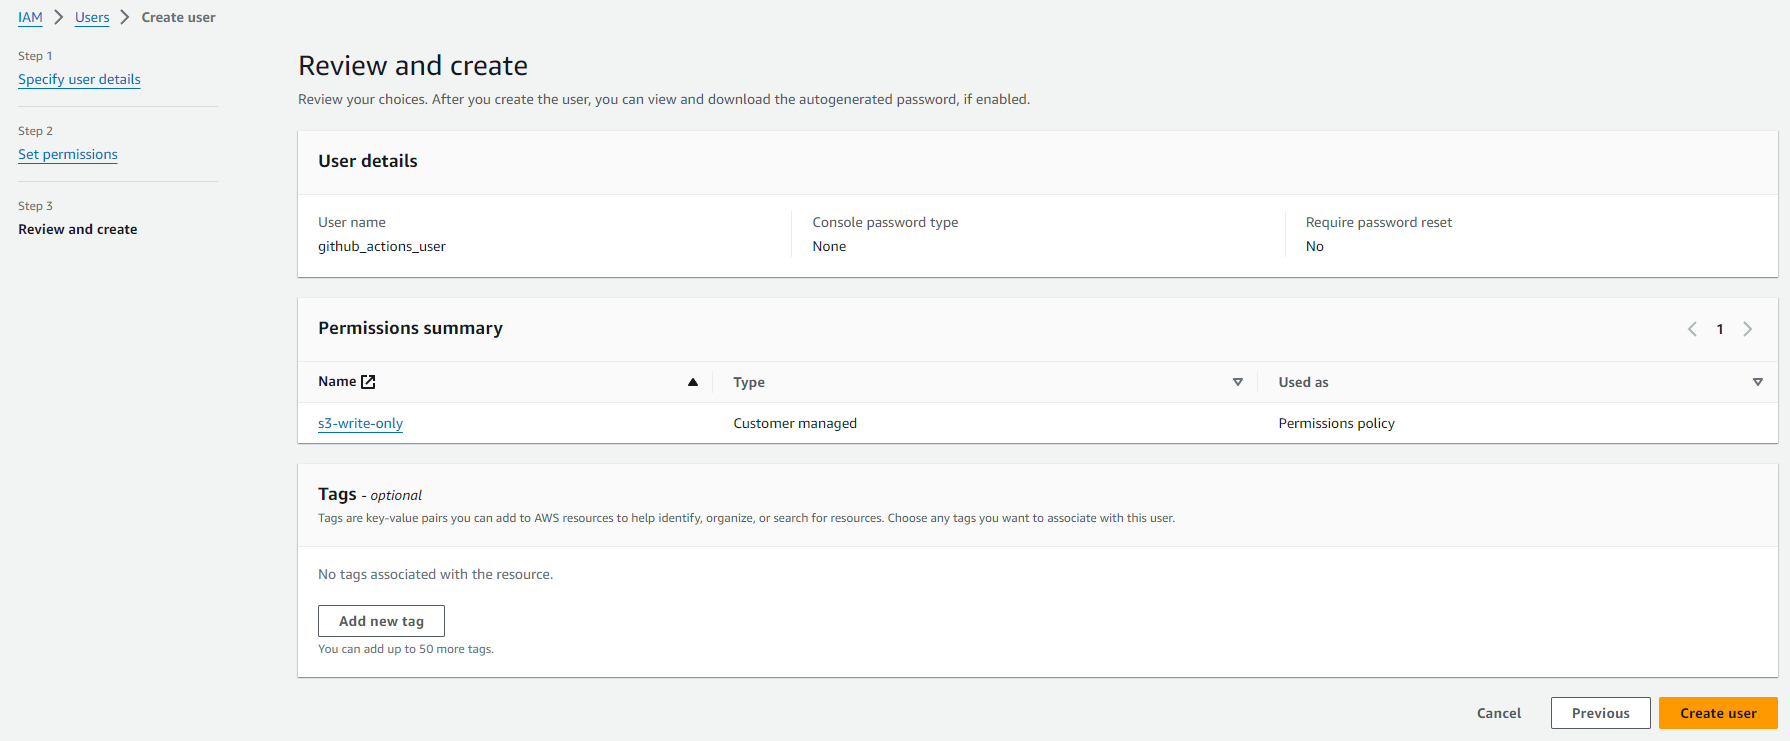 IAM > Users > Create user
Step 1
Specify user details
Step 2
Set permissions
Step 3
Review and create
Review and create
Review your choices. After you create the user, you can view and download the autogenerated password, if enabled.
User details
User name
github_actions_user
Console password type
None
Require password reset
No
Permissions summary
1
Name Type Used as
s3-write-only Customer managed Permissions policy
Tags - optional
Tags are key-value pairs you can add to AWS resources to help identify, organize, or search for resources. Choose any tags you want to associate with this user.
No tags associated with the resource.
Add new tag
You can add up to 50 more tags.
Cancel Previous Create user